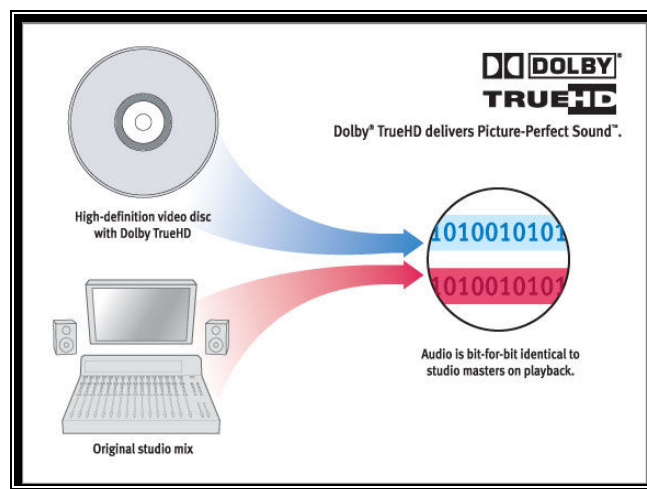 DOLBY®
TRUEHD
Dolby® TrueHD delivers Picture-Perfect Sound™.
High-definition video disc
with Dolby TrueHD
1010010101
1010010101
Audio is bit-for-bit identical to
studio masters on playback.
Original studio mix